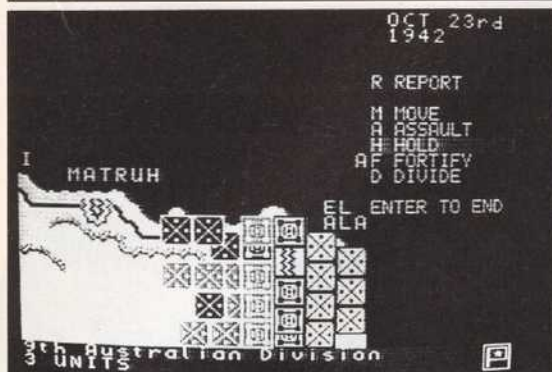 OCT 23rd
1942
R REPORT
M MOVE
A ASSAULT
H HOLD
AF FORTIFY
D DIVIDE
ENTER TO END
I
MATRUH
EL
ALA
9th Australian Division
3 UNITS